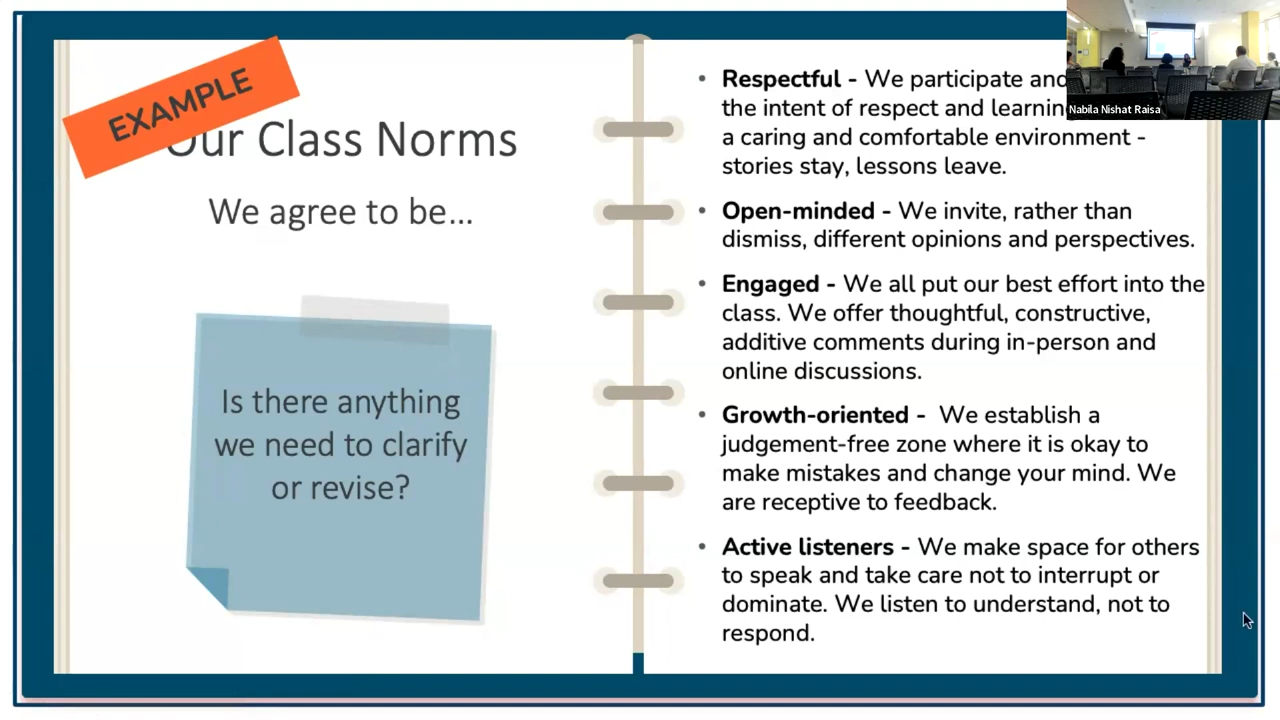 EXAMPLE
Our Class Norms
We agree to be...
Is there anything
we need to clarify
or revise?
• Respectful - We participate and
the intent of respect and learning
a caring and comfortable environment -
stories stay, lessons leave.
• Open-minded - We invite, rather than
dismiss, different opinions and perspectives.
• Engaged - We all put our best effort into the
class. We offer thoughtful, constructive,
additive comments during in-person and
online discussions.
• Growth-oriented - We establish a
judgement-free zone where it is okay to
make mistakes and change your mind. We
are receptive to feedback.
• Active listeners - We make space for others
to speak and take care not to interrupt or
dominate. We listen to understand, not to
respond.
Nabila Nishat Raisa